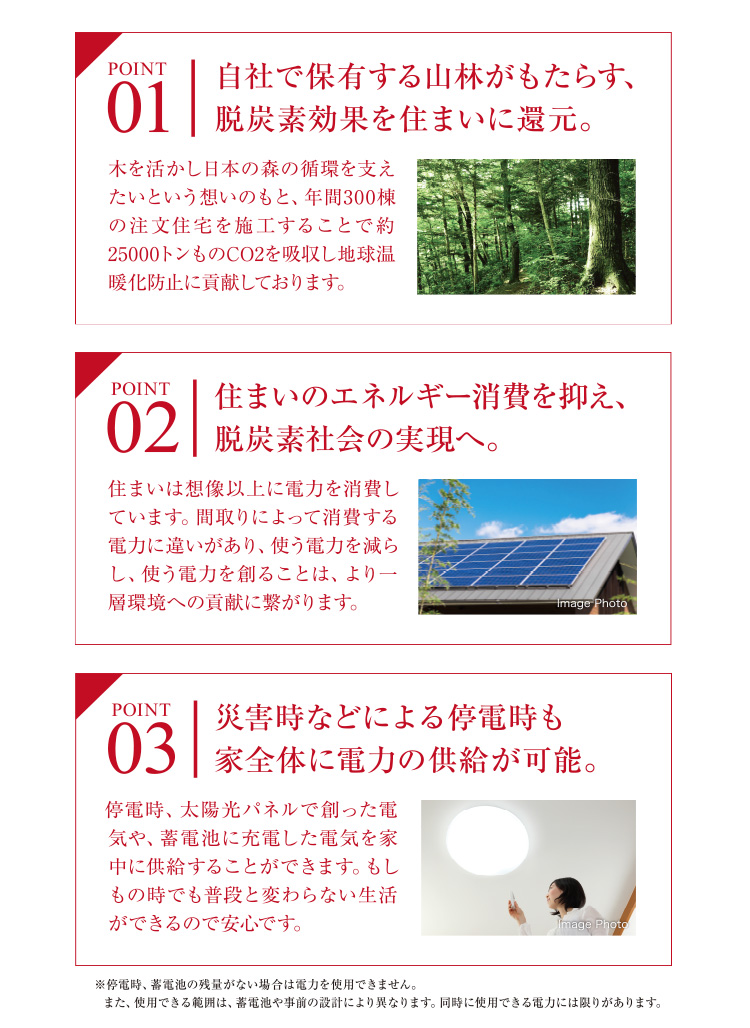 POINT
01
自社で保有する山林がもたらす、
脱炭素効果を住まいに還元。
木を活かし日本の森の循環を支え
たいという想いのもと、年間300棟
の注文住宅を施工することで約
25000トンものCO2を吸収し地球温
暖化防止に貢献しております。
POINT
02
住まいのエネルギー消費を抑え、
脱炭素社会の実現へ。
住まいは想像以上に電力を消費し
ています。間取りによって消費する
電力に違いがあり、使う電力を減ら
し、使う電力を創ることは、より一
層環境への貢献に繋がります。
Image Photo
POINT
03
災害時などによる停電時も
家全体に電力の供給が可能。
停電時、太陽光パネルで創った電
気や、蓄電池に充電した電気を家
中に供給することができます。もし
もの時でも普段と変わらない生活
ができるので安心です。
Image Photo
※停電時、蓄電池の残量がない場合は電力を使用できません。
また、使用できる範囲は、蓄電池や事前の設計により異なります。同時に使用できる電力には限りがあります。